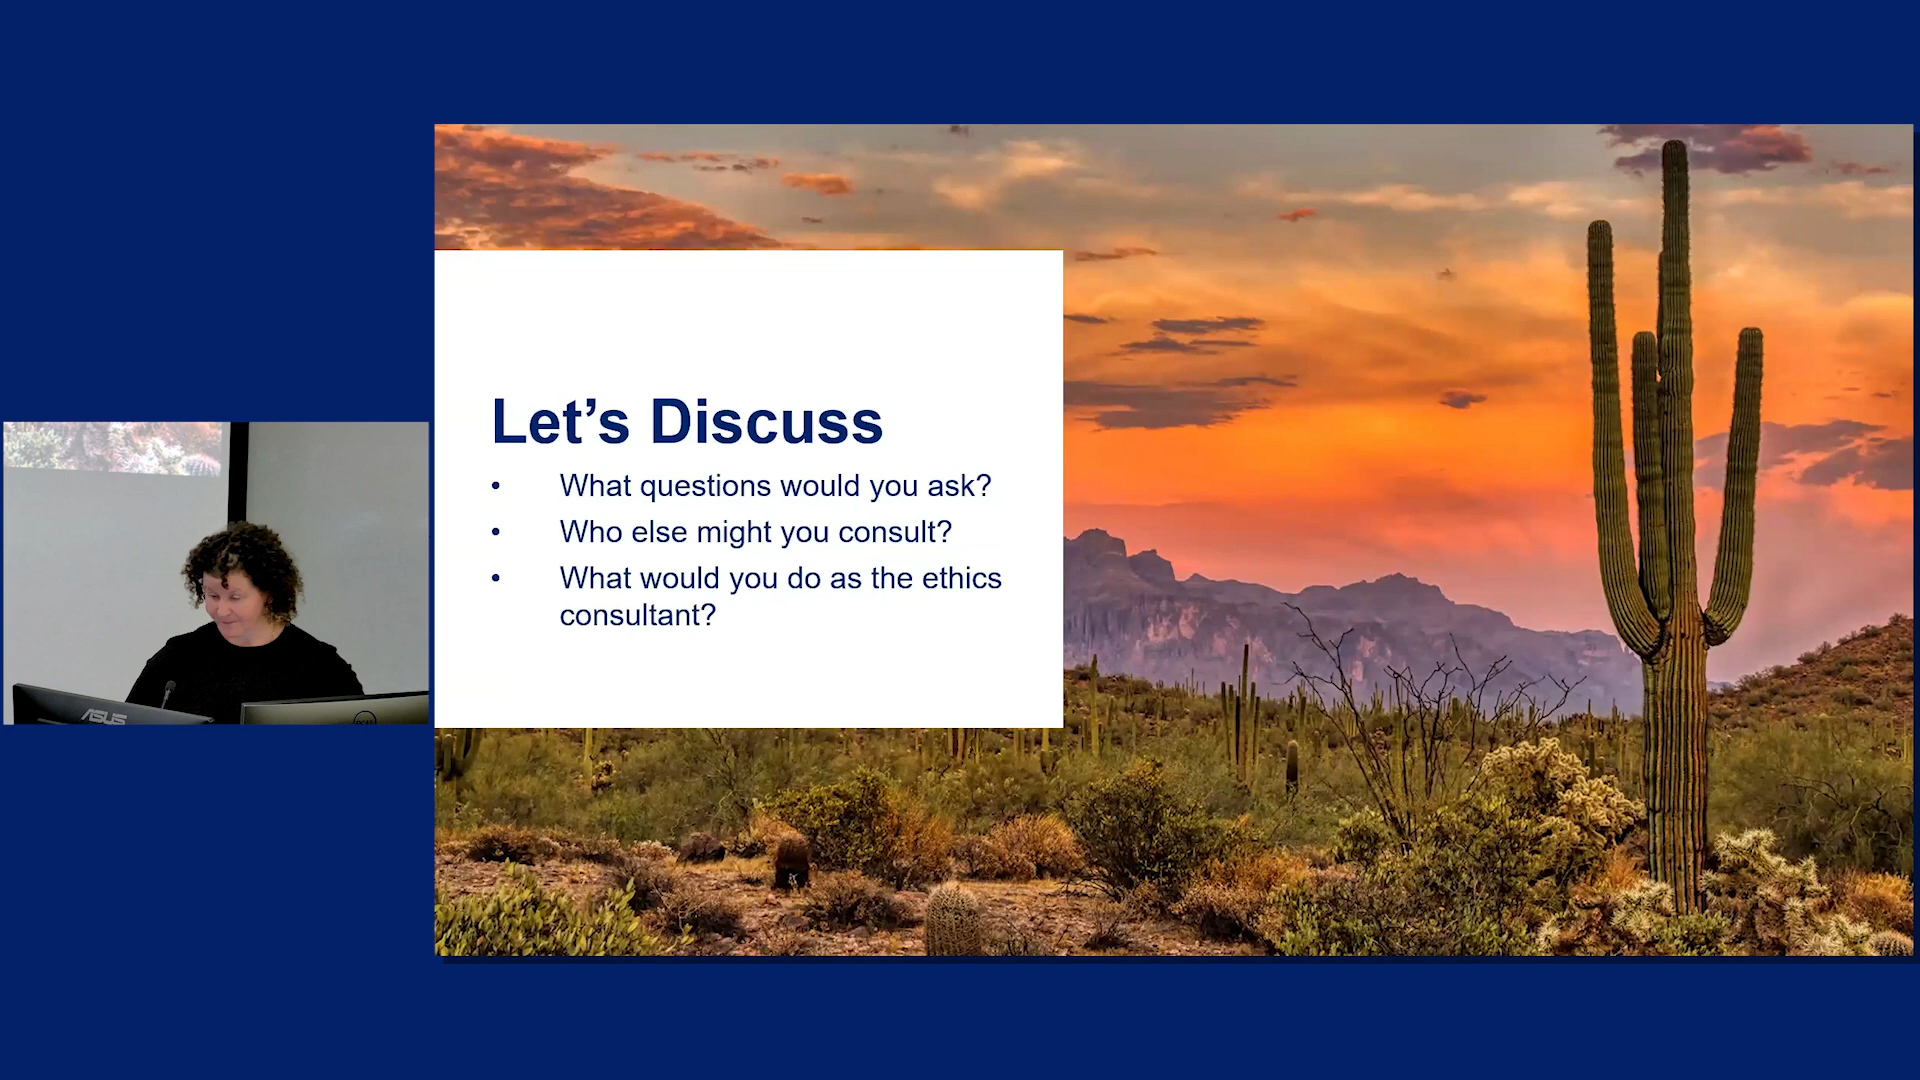 Let’s Discuss
• What questions would you ask?
• Who else might you consult?
• What would you do as the ethics
consultant?
ASUS